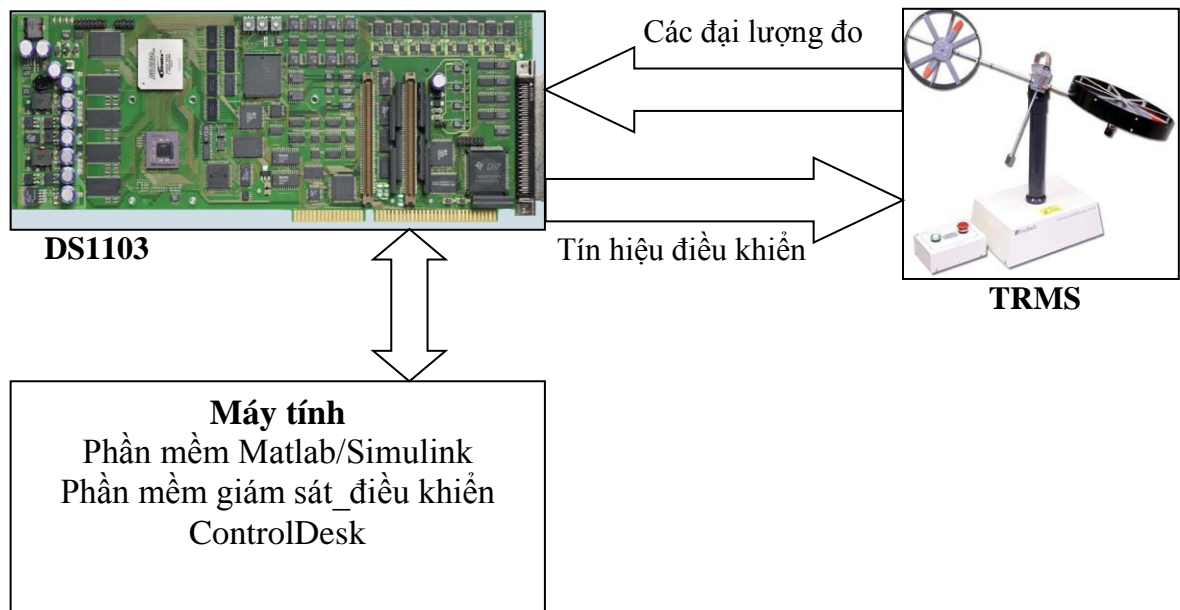 Các đại lượng đo
DSP
DS1103
Tín hiệu điều khiển
TRMS
Máy tính
Phần mềm Matlab/Simulink
Phần mềm giám sát_điều khiển
ControlDesk